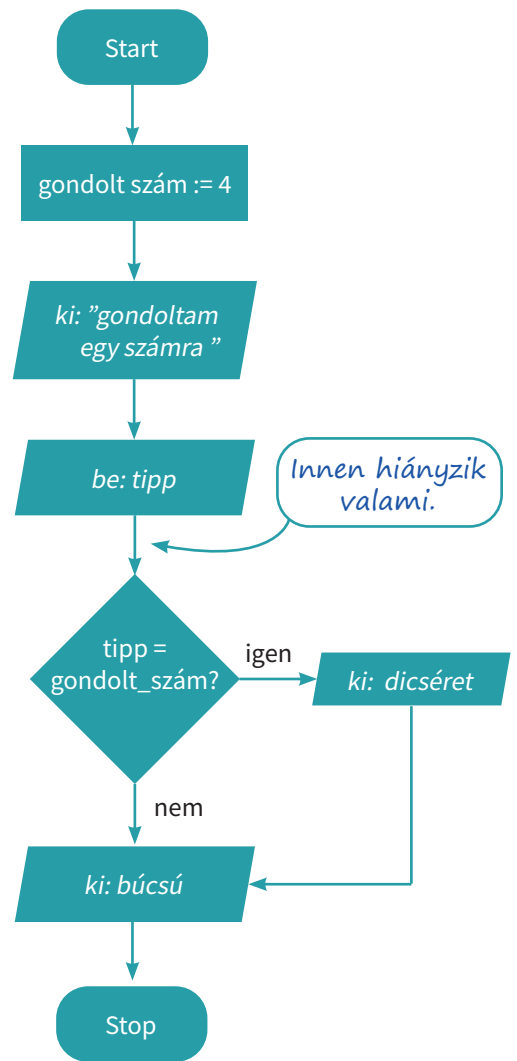 Start
gondolt szám := 4
ki: ”gondoltam
egy számra ”
be: tipp
Innen hiányzik
valami.
tipp =
gondolt_szám?
igen
ki: dicséret
nem
ki: búcsú
Stop